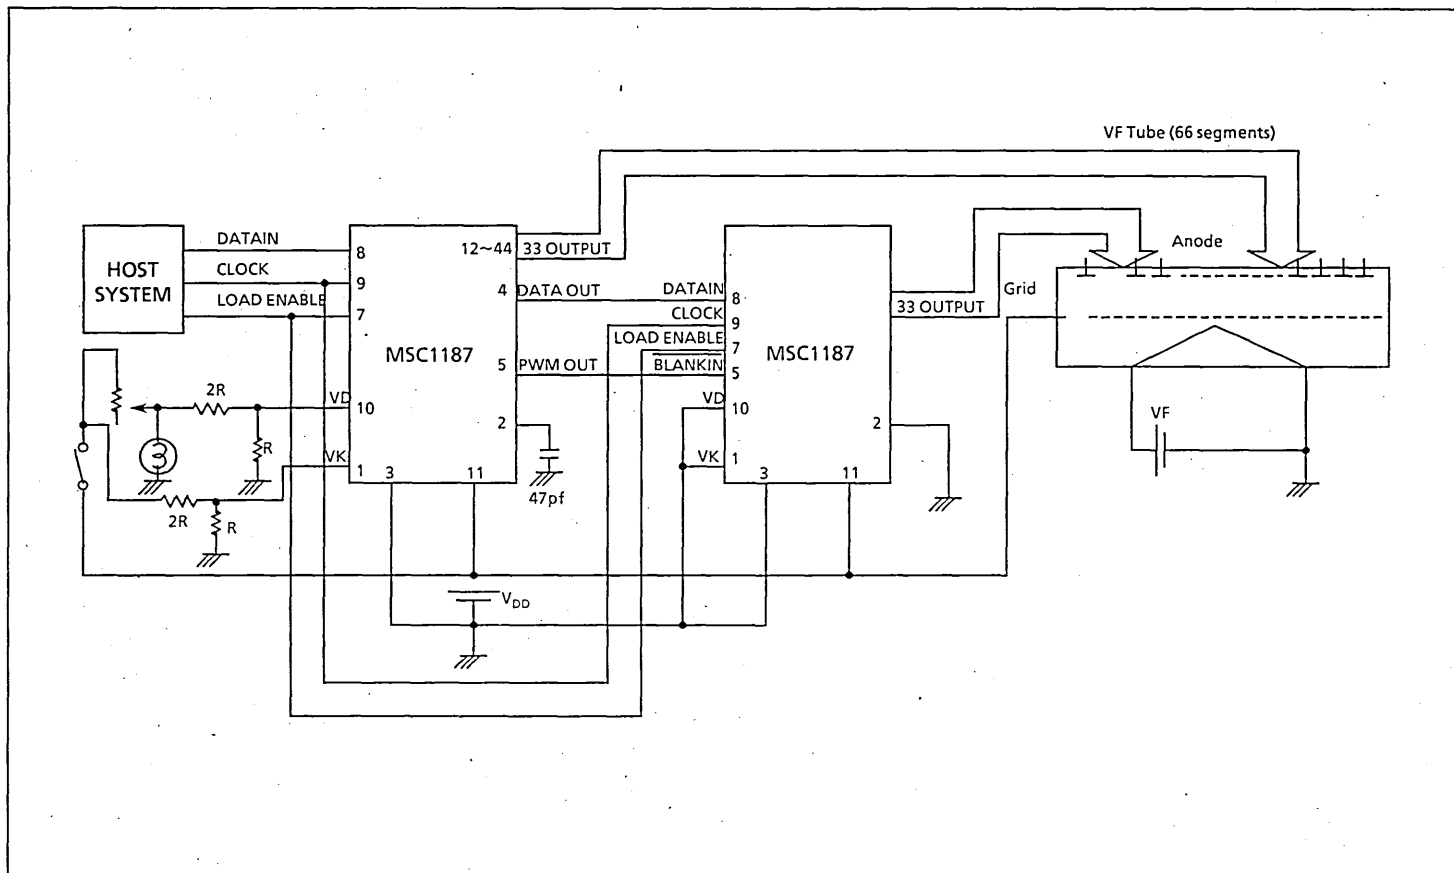 VF Tube (66 segments)
HOST
SYSTEM
DATAIN
CLOCK
LOAD ENABLE
8
9
7
12~44
33 OUTPUT
4
DATA OUT
MSC1187
5
PWM OUT
VD
10
2
VK
1
3
11
2R
R
2R
R
47pf
DATAIN
8
CLOCK
9
LOAD ENABLE
7
BLANKIN
5
MSC1187
33 OUTPUT
VD
10
2
VK
1
3
11
Anode
Grid
VF
VDD